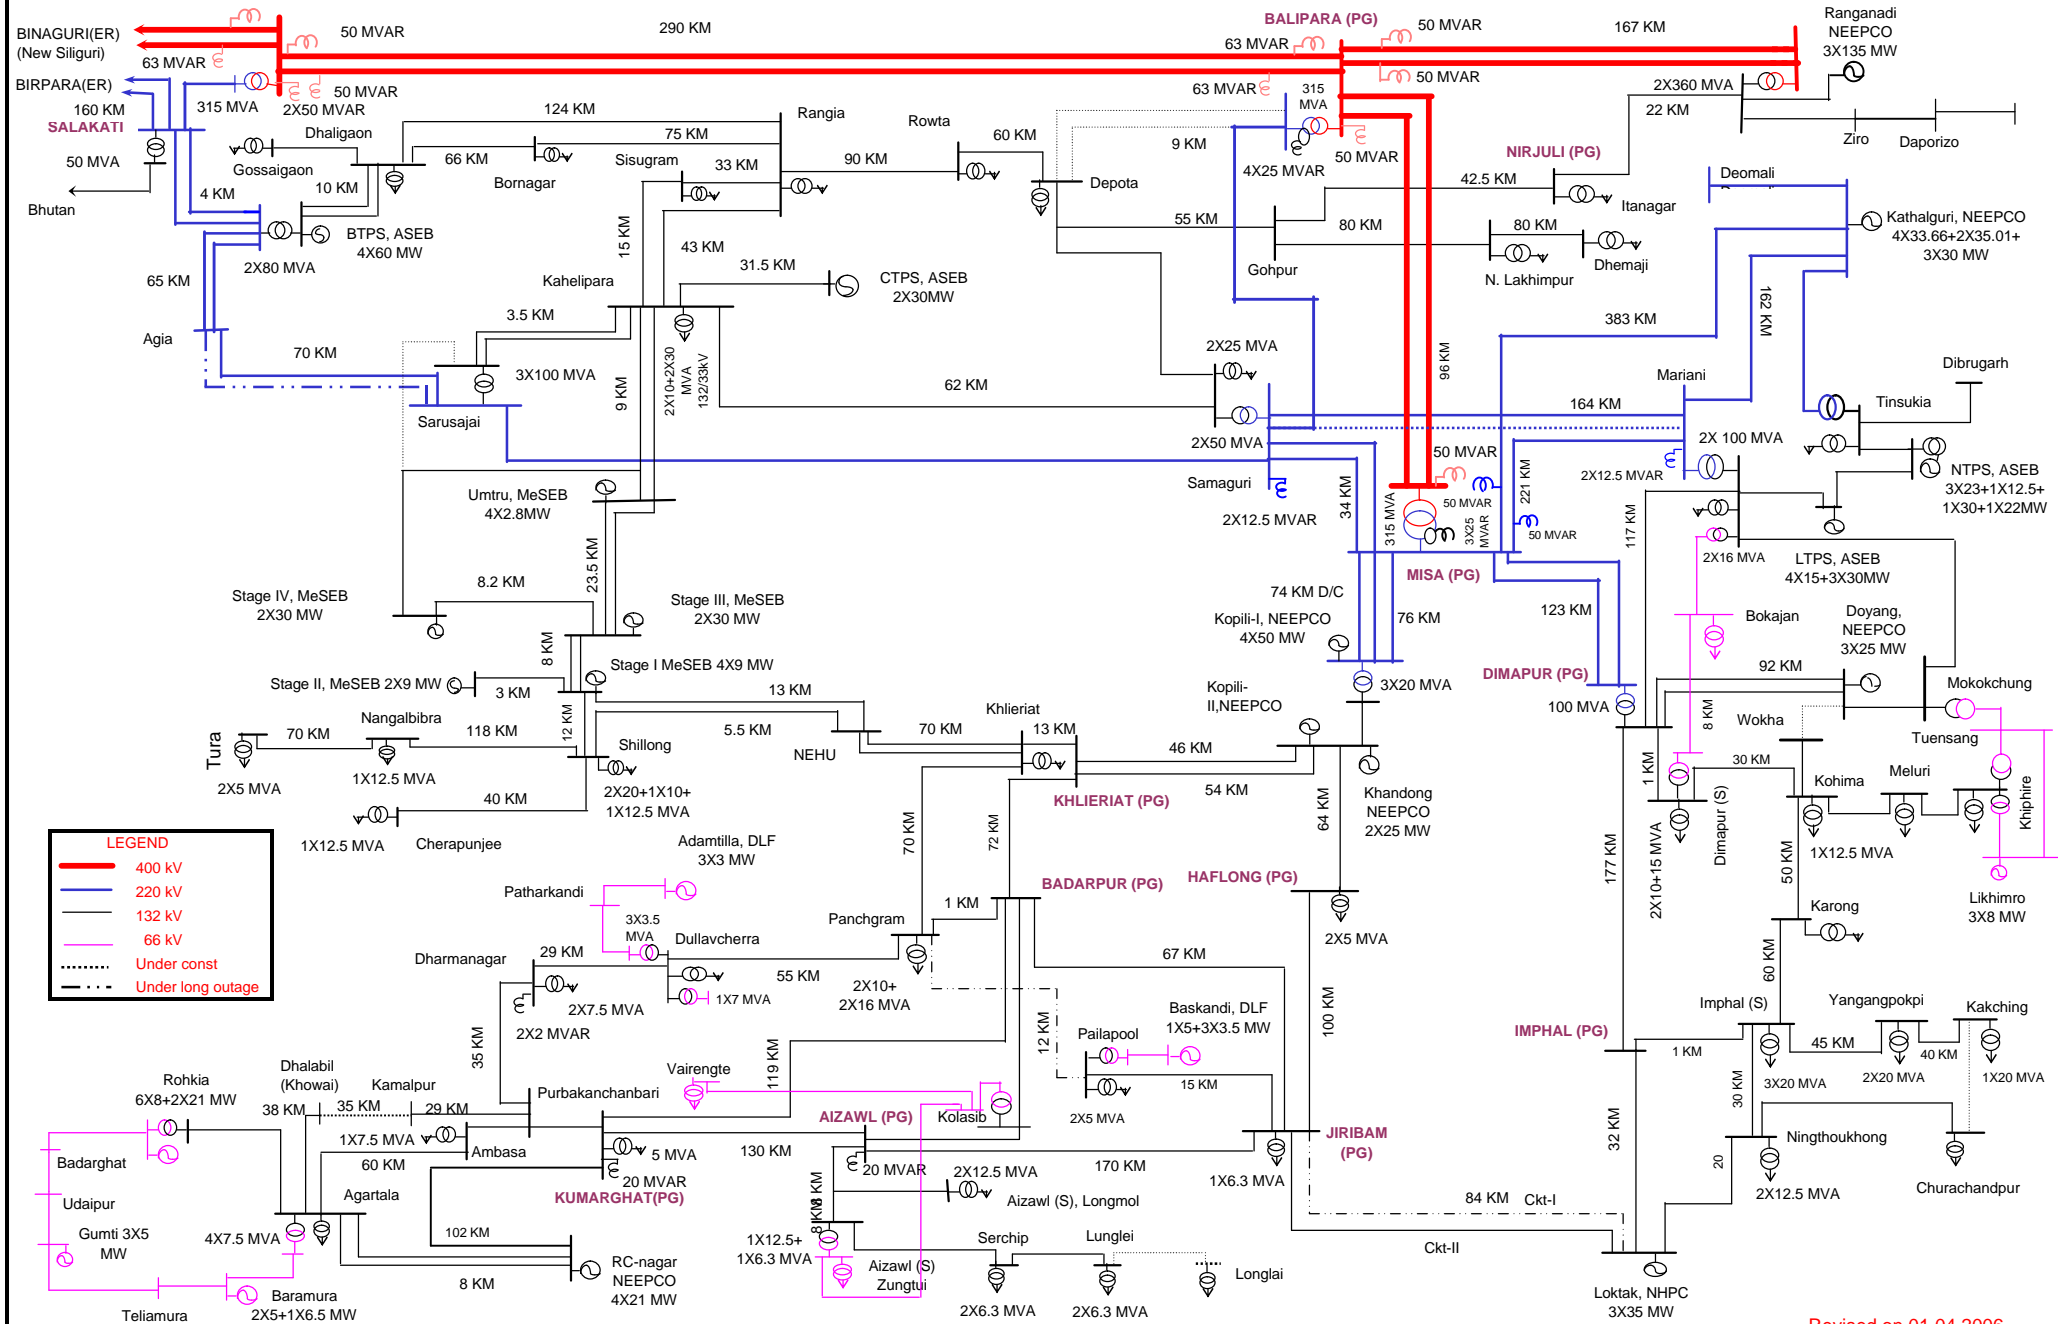 BINAGURI(ER)
(New Siliguri)
50 MVAR
290 KM
BALIPARA (PG)
50 MVAR
167 KM
Ranganadi
NEEPCO
3X135 MW
63 MVAR
63 MVAR
BIRPARA(ER)
160 KM
SALAKATI
315 MVA
50 MVAR
2X50 MVAR
63 MVAR
315
MVA
50 MVAR
2X360 MVA
22 KM
Ziro
Daporizo
50 MVA
Dhaligaon
124 KM
75 KM
Rangia
Rowta
60 KM
9 KM
50 MVAR
4X25 MVAR
NIRJULI (PG)
Gossaigaon
66 KM
Bornagar
Sisugram
33 KM
90 KM
Depota
42.5 KM
Itanagar
Deomali
Bhutan
4 KM
10 KM
BTPS, ASEB
4X60 MW
2X80 MVA
15 KM
43 KM
55 KM
80 KM
80 KM
Gohpur
N. Lakhimpur
Dhemaji
Kathalguri, NEEPCO
4X33.66+2X35.01+
3X30 MW
65 KM
Kahelipara
31.5 KM
CTPS, ASEB
2X30MW
162 KM
Agia
3.5 KM
70 KM
3X100 MVA
2X10+2X30
MVA
132/33kV
9 KM
62 KM
2X25 MVA
96 KM
383 KM
Mariani
Dibrugarh
Tinsukia
Sarusajai
164 KM
2X50 MVA
2X 100 MVA
2X12.5 MVAR
Samaguri
2X12.5 MVAR
34 KM
50 MVAR
315 MVA
50 MVAR
3X25
MVAR
221 KM
50 MVAR
NTPS, ASEB
3X23+1X12.5+
1X30+1X22MW
Umtru, MeSEB
4X2.8MW
117 KM
2X16 MVA
LTPS, ASEB
4X15+3X30MW
MISA (PG)
23.5 KM
8.2 KM
Stage IV, MeSEB
2X30 MW
Stage III, MeSEB
2X30 MW
74 KM D/C
76 KM
Kopili-I, NEEPCO
4X50 MW
123 KM
Bokajan
Doyang,
NEEPCO
3X25 MW
8 KM
Stage I MeSEB 4X9 MW
Stage II, MeSEB 2X9 MW
3 KM
13 KM
3X20 MVA
DIMAPUR (PG)
100 MVA
92 KM
Mokokchung
Kopili-
II,NEEPCO
Khlieriat
Nangalbibra
70 KM
118 KM
12 KM
Shillong
5.5 KM
NEHU
70 KM
13 KM
46 KM
54 KM
8 KM
Wokha
Tuensang
Tura
2X5 MVA
1X12.5 MVA
2X20+1X10+
1X12.5 MVA
KHLIERIAT (PG)
Khandong
NEEPCO
2X25 MW
1 KM
30 KM
Kohima
Meluri
Khiphire
40 KM
1X12.5 MVA
Cherapunjee
64 KM
2X10+15 MVA
Dimapur (S)
1X12.5 MVA
LEGEND
400 kV
220 kV
132 kV
66 kV
Under const
Under long outage
Adamtilla, DLF
3X3 MW
70 KM
72 KM
BADARPUR (PG)
HAFLONG (PG)
177 KM
50 KM
Likhimro
3X8 MW
Patharkandi
3X3.5
MVA
Dullavcherra
Panchgram
1 KM
2X5 MVA
Karong
Dharmanagar
29 KM
55 KM
1X7 MVA
2X7.5 MVA
2X2 MVAR
2X10+
2X16 MVA
67 KM
100 KM
60 KM
Baskandi, DLF
1X5+3X3.5 MW
Pailapool
12 KM
15 KM
2X5 MVA
IMPHAL (PG)
Imphal (S)
Yangangpokpi
Kakching
1 KM
45 KM
40 KM
3X20 MVA
2X20 MVA
1X20 MVA
35 KM
119 KM
Vairengte
Kolasib
Rohkia
6X8+2X21 MW
Dhalabil
(Khowai)
38 KM
35 KM
Kamalpur
29 KM
Purbakanchanbari
1X7.5 MVA
60 KM
Ambasa
AIZAWL (PG)
5 MVA
130 KM
20 MVAR
KUMARGHAT(PG)
20 MVAR
2X12.5 MVA
Aizawl (S), Longmol
170 KM
JIRIBAM
(PG)
1X6.3 MVA
32 KM
30 KM
20
Ningthoukhong
2X12.5 MVA
Churachandpur
Badarghat
Udaipur
Gumti 3X5
MW
Agartala
4X7.5 MVA
102 KM
8 KM
RC-nagar
NEEPCO
4X21 MW
1X12.5+
1X6.3 MVA
Aizawl (S)
Zungtui
Serchip
Lunglei
Longlai
2X6.3 MVA
2X6.3 MVA
84 KM
Ckt-I
Ckt-II
Loktak, NHPC
3X35 MW
Teliamura
Baramura
2X5+1X6.5 MW
Revised on 01.04.2006